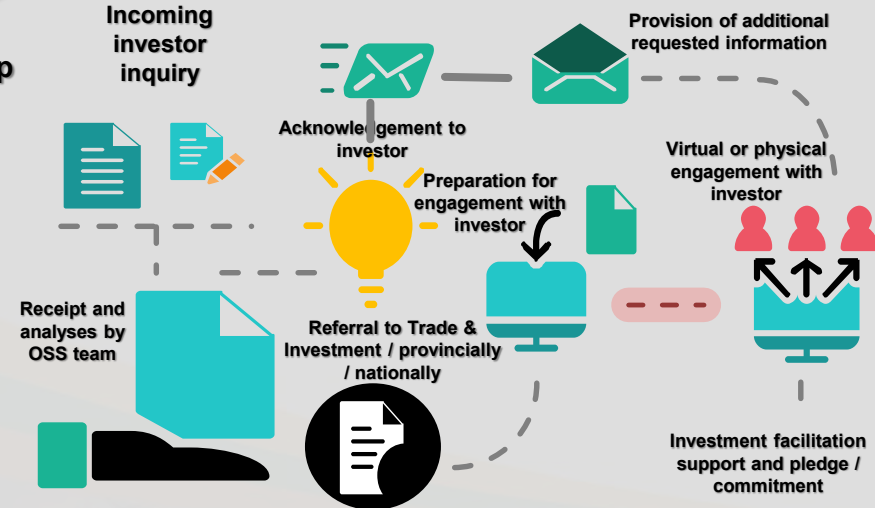 Incoming
investor
inquiry
p
Provision of additional
requested information
Acknowledgement to
investor
Virtual or physical
engagement with
investor
Preparation for
engagement with
investor
Receipt and
analyses by
OSS team
Referral to Trade &
Investment / provincially
/ nationally
Investment facilitation
support and pledge /
commitment